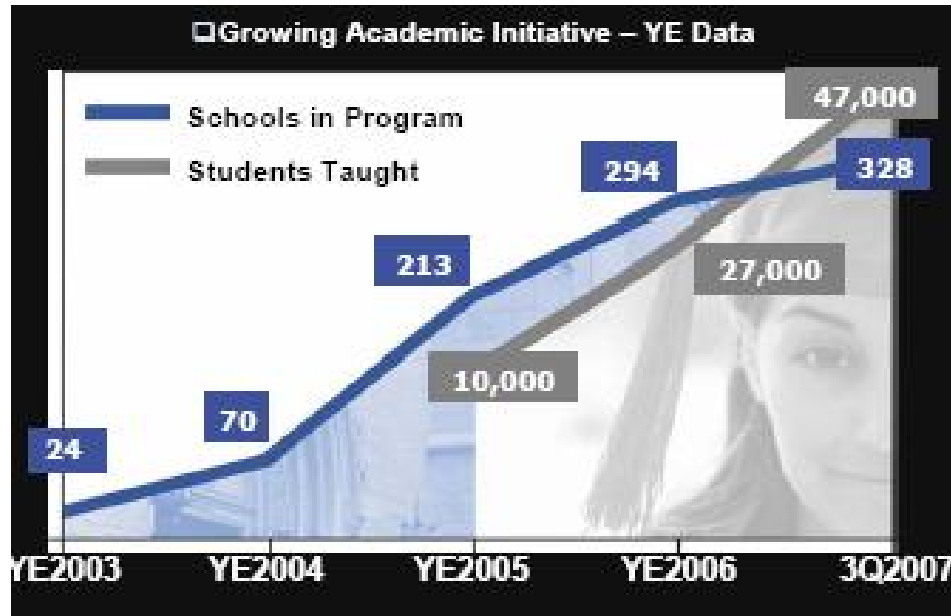 ❑Growing Academic Initiative – YE Data
47,000
Schools in Program
Students Taught
294
328
213
27,000
10,000
70
24
YE2003 YE2004 YE2005 YE2006 3Q2007